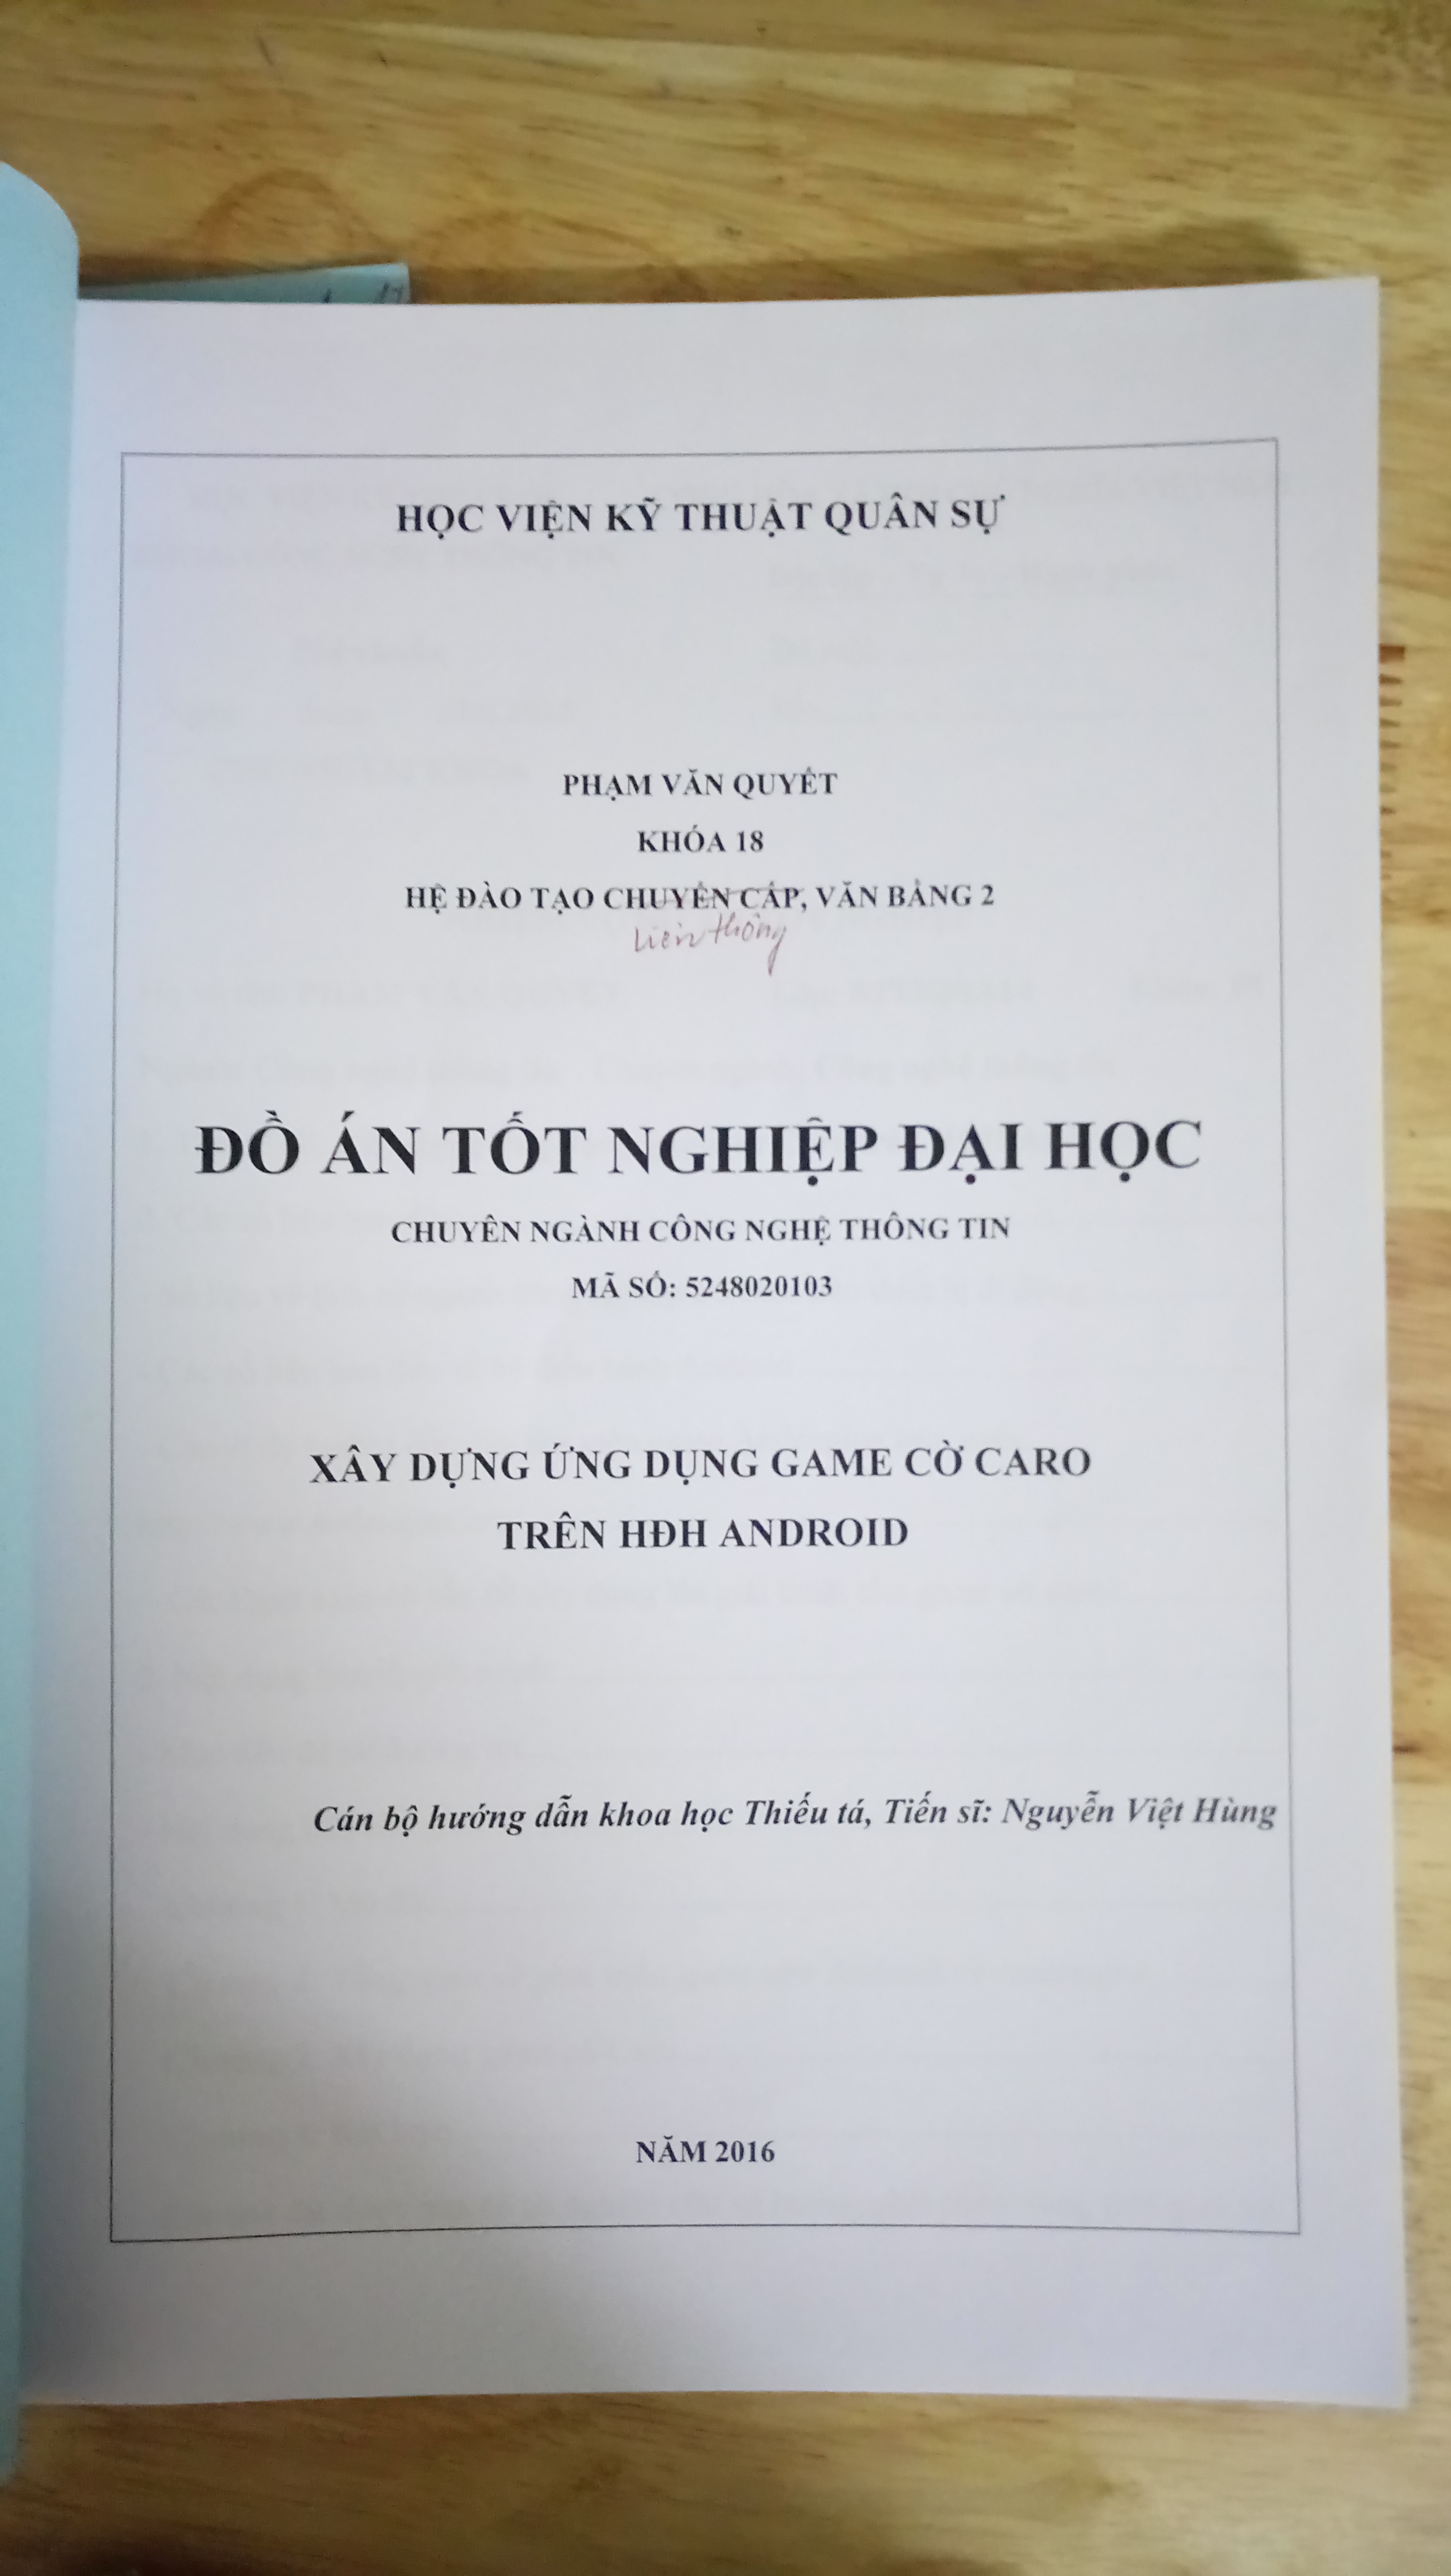 HỌC VIỆN KỸ THUẬT QUÂN SỰ
PHẠM VĂN QUYẾT
KHÓA 18
HỆ ĐÀO TẠO CHUYÊN CẤP, VĂN BẰNG 2
Liên thông
ĐỒ ÁN TỐT NGHIỆP ĐẠI HỌC
CHUYÊN NGÀNH CÔNG NGHỆ THÔNG TIN
MÃ SỐ: 5248020103
XÂY DỰNG ỨNG DỤNG GAME CỜ CARO
TRÊN HĐH ANDROID
Cán bộ hướng dẫn khoa học Thiếu tá, Tiến sĩ: Nguyễn Việt Hùng
NĂM 2016